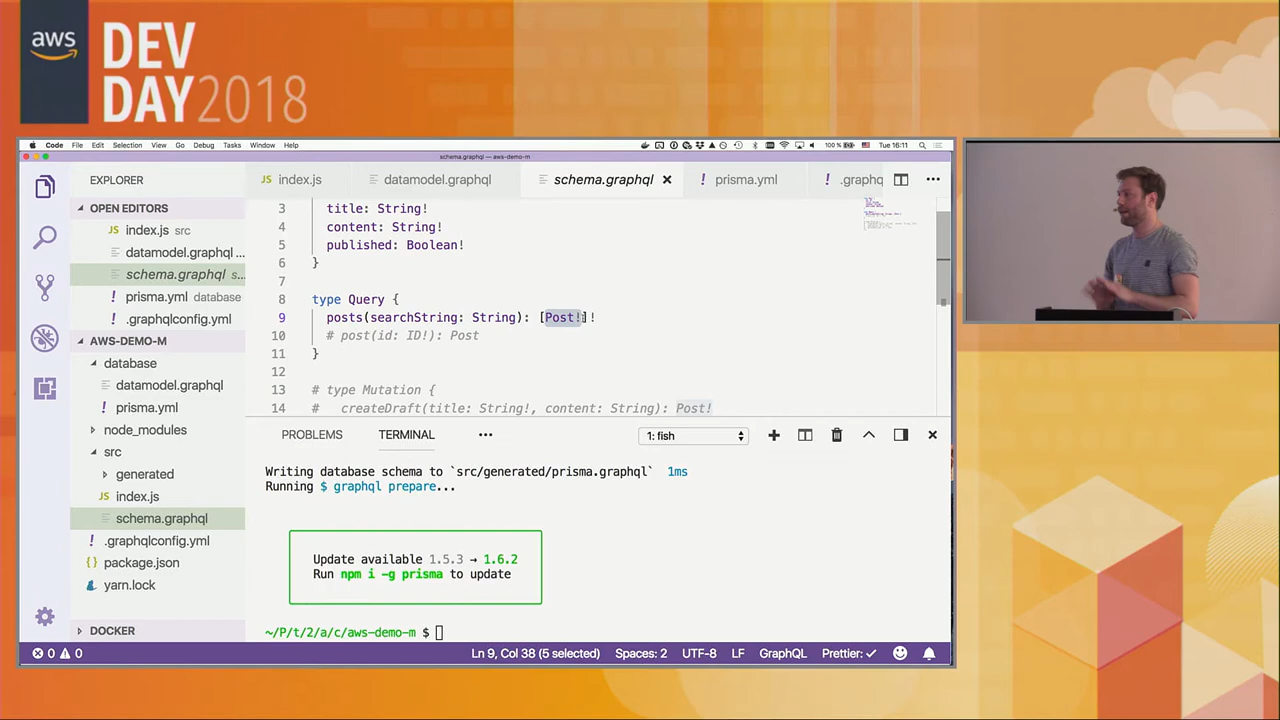 aws
DEV
DAY2018
Code File Edit Selection View Go Debug Tasks Window Help
100 % Tue 16:11
schema.graphql — aws-demo-m
EXPLORER
index.js
datamodel.graphql
schema.graphql
prisma.yml
.graphq
OPEN EDITORS
JS index.js src
datamodel.graphql ...
schema.graphql s...
prisma.yml database
.graphqlconfig.yml
AWS-DEMO-M
database
datamodel.graphql
prisma.yml
node_modules
src
generated
JS index.js
schema.graphql
.graphqlconfig.yml
package.json
yarn.lock
DOCKER
3 title: String!
4 content: String!
5 published: Boolean!
6 }
7
8 type Query {
9 posts(searchString: String): [Post!]!
10 # post(id: ID!): Post
11 }
12
13 # type Mutation {
14 # createDraft(title: String!, content: String): Post!
PROBLEMS TERMINAL ••• 1: fish
Writing database schema to `src/generated/prisma.graphql` 1ms
Running $ graphql prepare...
Update available 1.5.3 → 1.6.2
Run npm i -g prisma to update
~/P/t/2/a/c/aws-demo-m $
0 0 Ln 9, Col 38 (5 selected) Spaces: 2 UTF-8 LF GraphQL Prettier: ✓